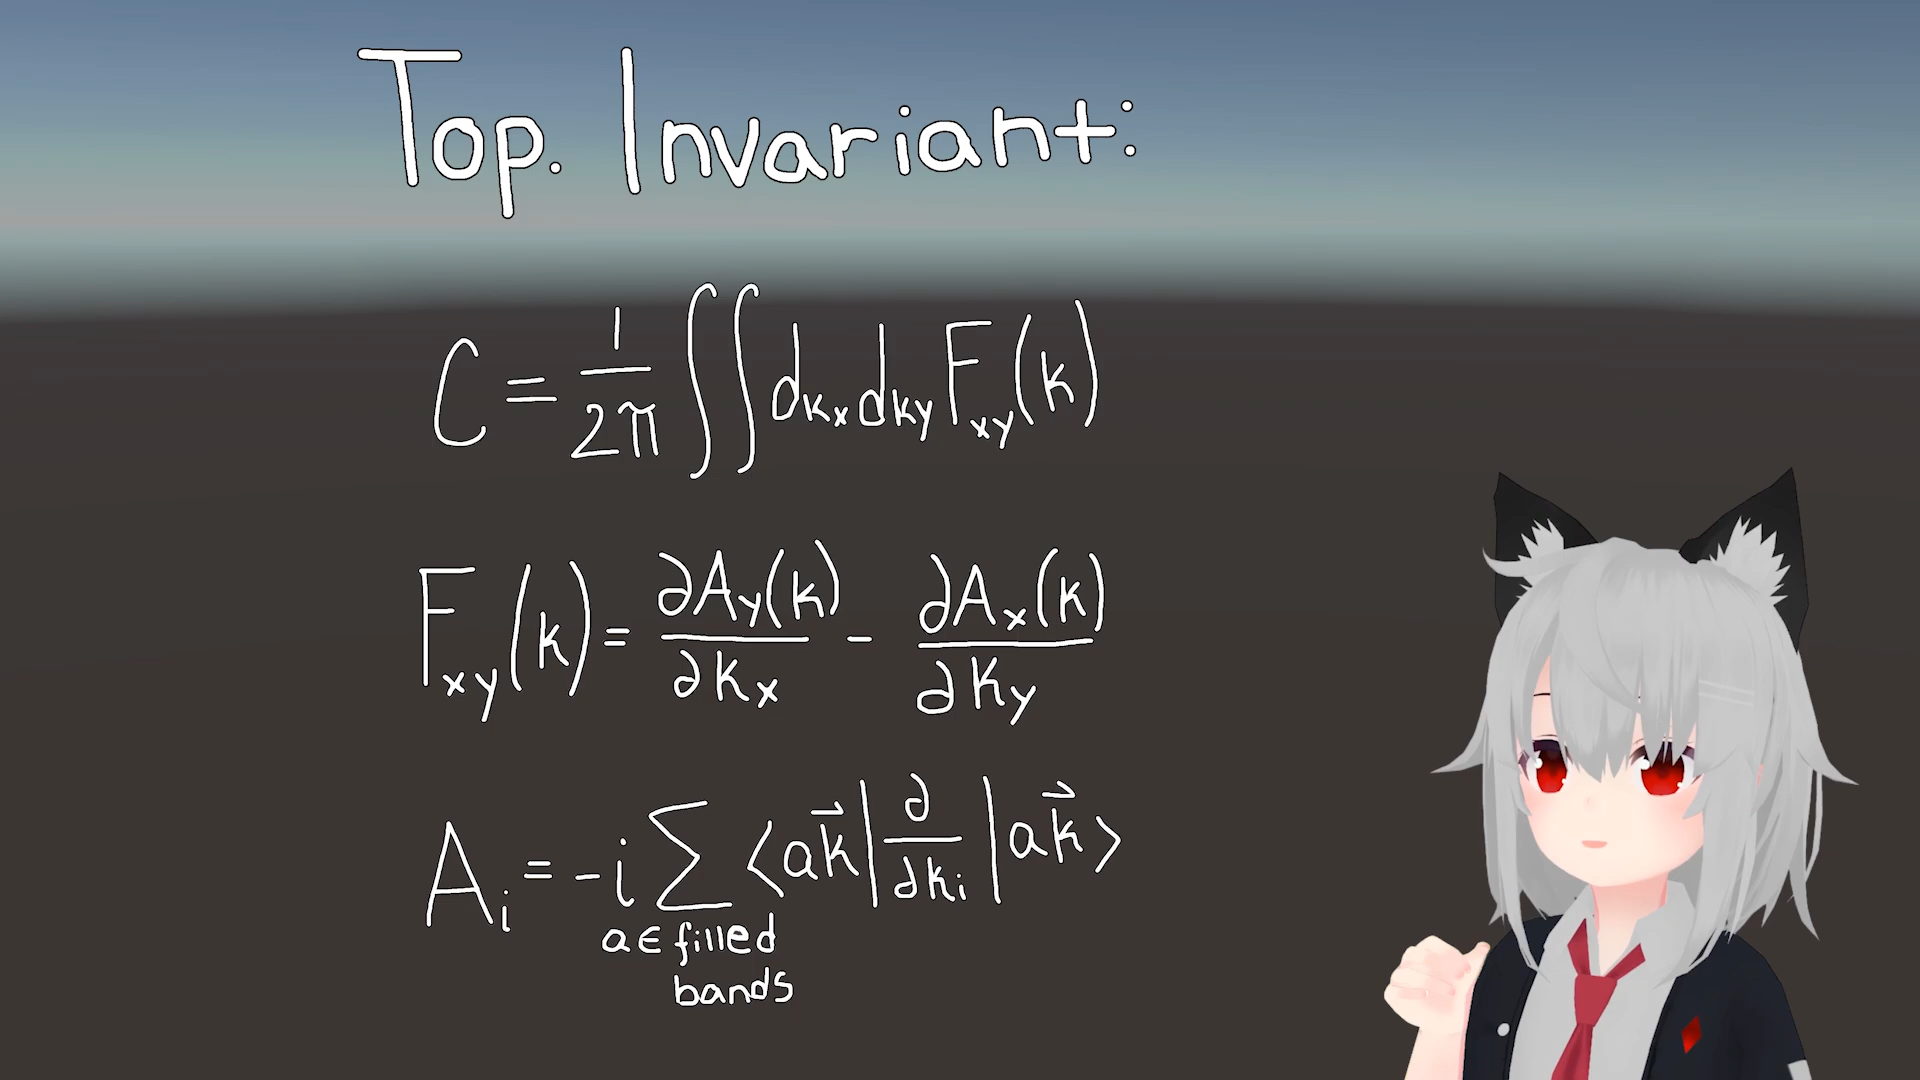 Top. Invariant:
C = 1/2π ∫∫ dkx dky Fxy(k)
Fxy(k) = ∂Ay(k)/∂kx - ∂Ax(k)/∂ky
Ai = -i ∑ ⟨ak⃗|∂/∂ki|ak⃗⟩
a ∈ filled
bands